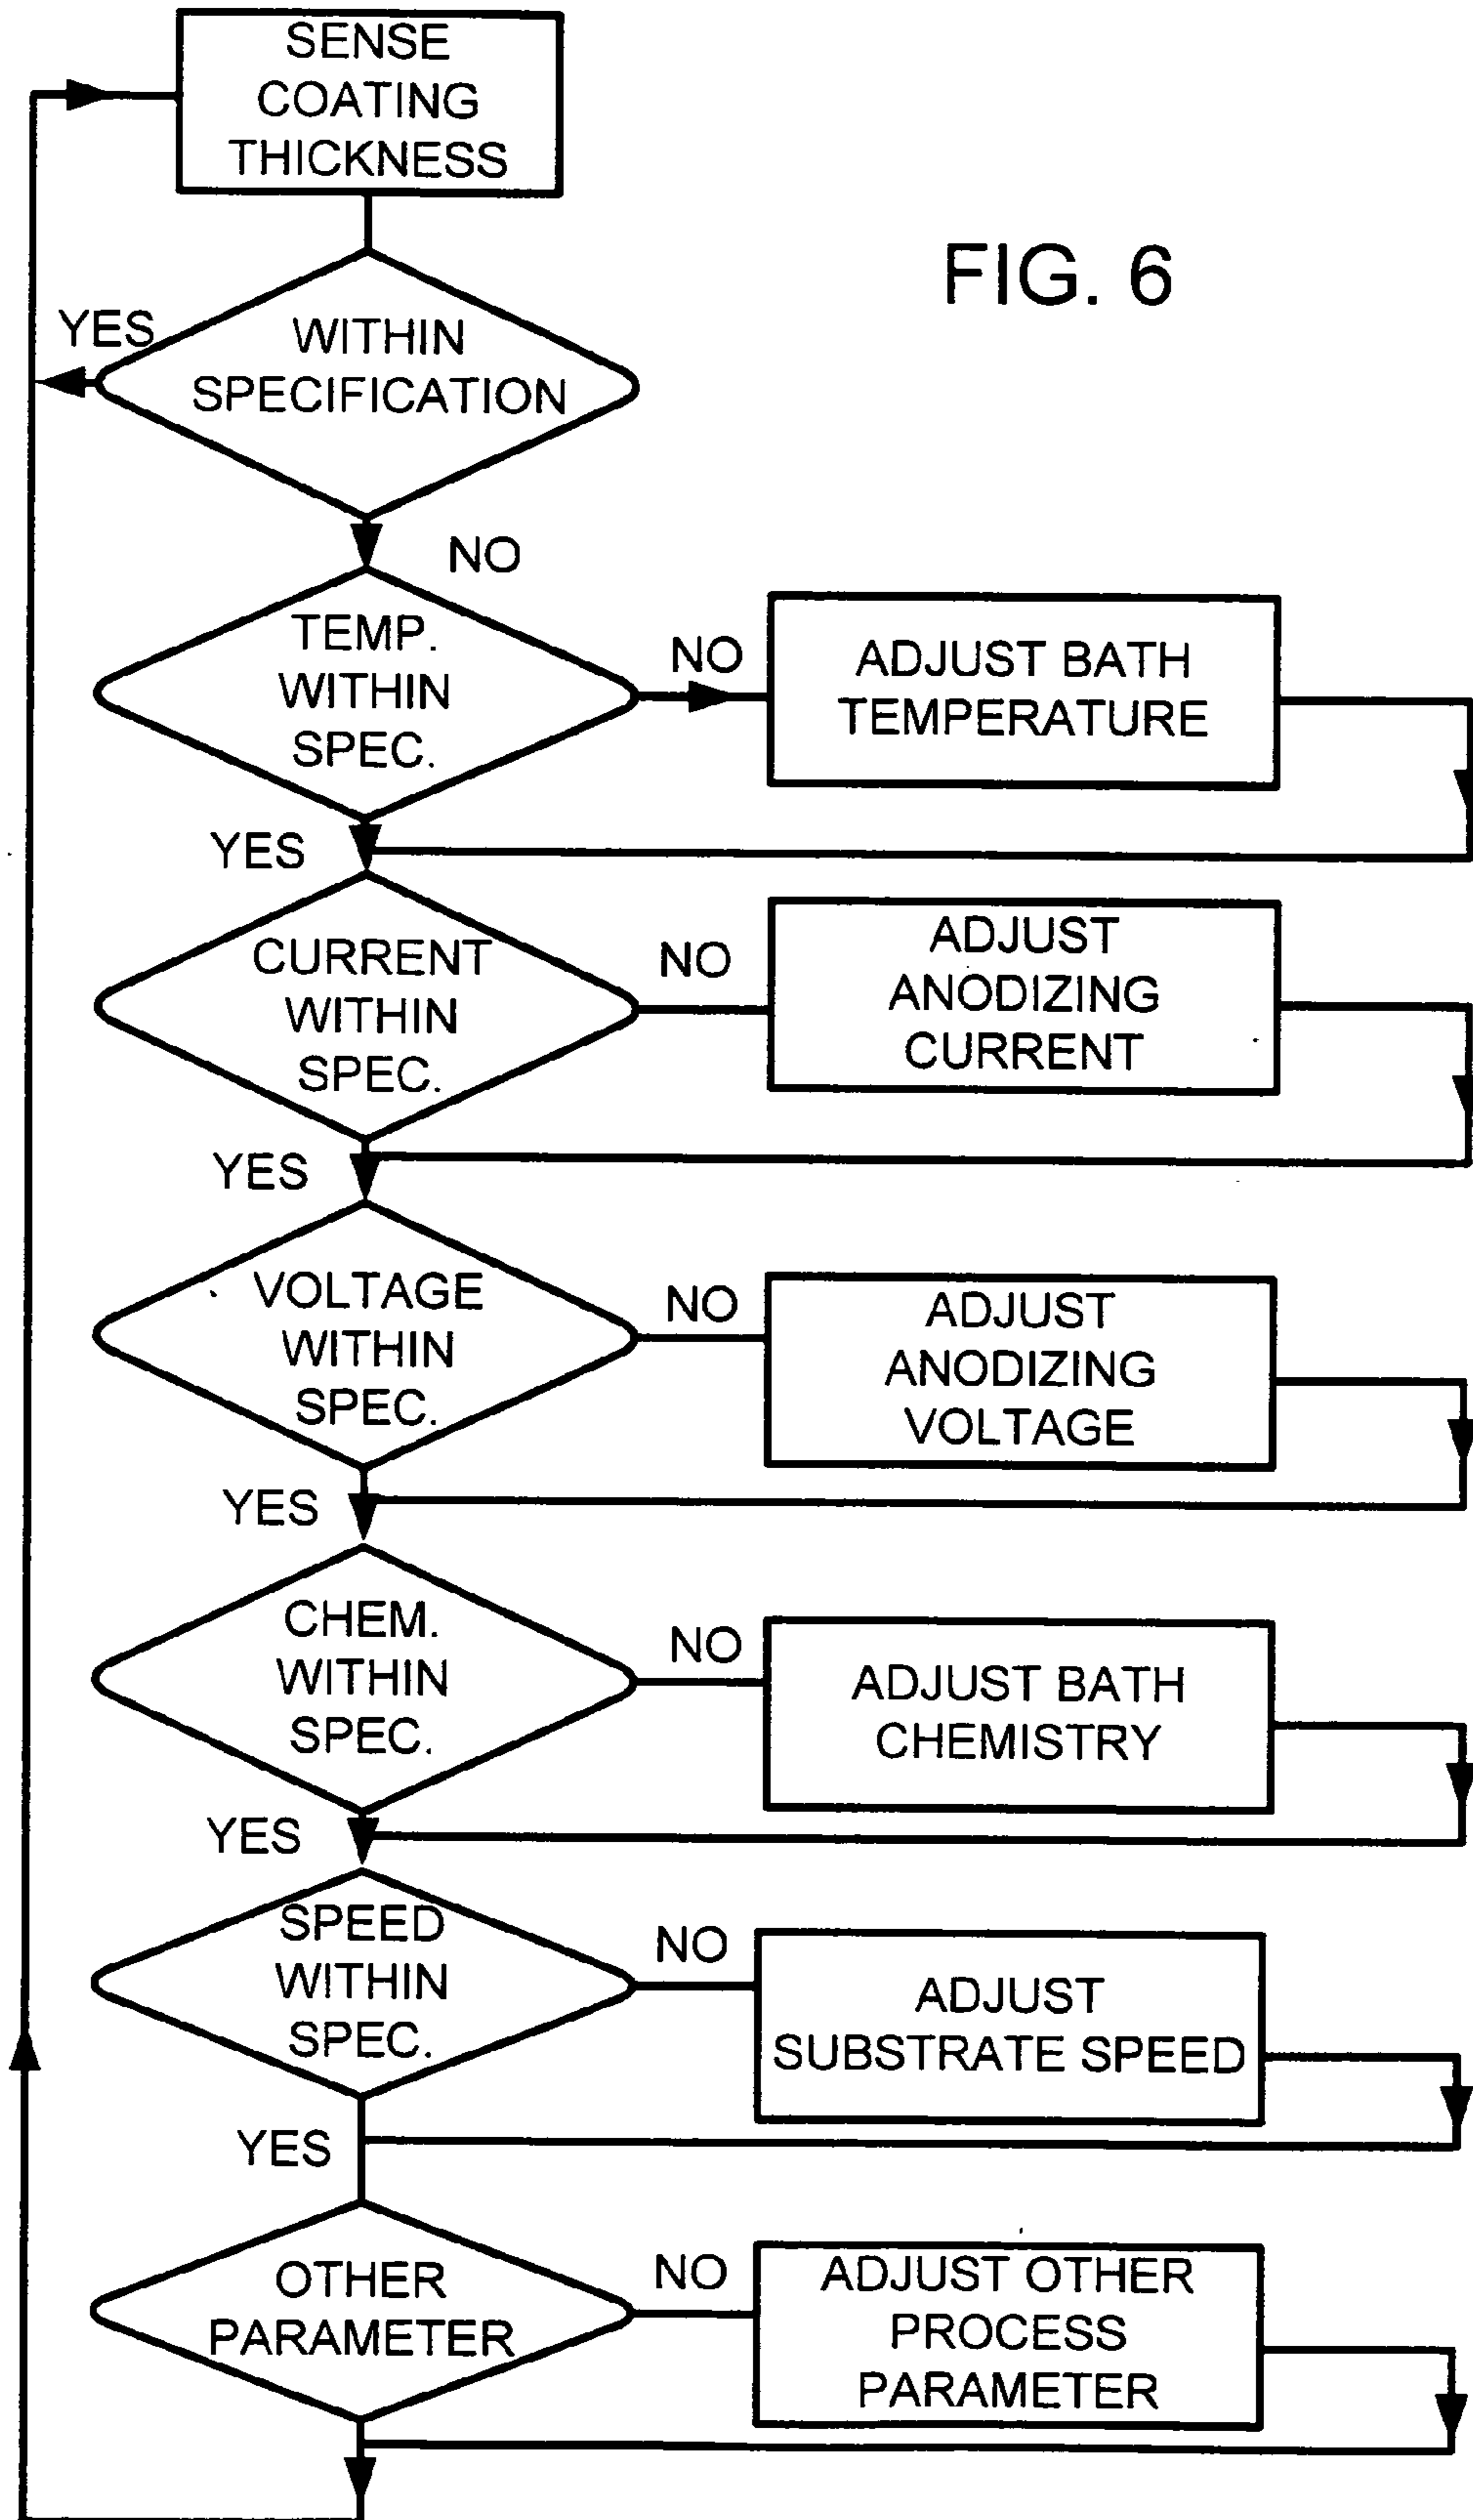 SENSE
COATING
THICKNESS
FIG. 6
YES
WITHIN
SPECIFICATION
NO
TEMP.
WITHIN
SPEC.
NO
ADJUST BATH
TEMPERATURE
YES
CURRENT
WITHIN
SPEC.
NO
ADJUST
ANODIZING
CURRENT
YES
VOLTAGE
WITHIN
SPEC.
NO
ADJUST
ANODIZING
VOLTAGE
YES
CHEM.
WITHIN
SPEC.
NO
ADJUST BATH
CHEMISTRY
YES
SPEED
WITHIN
SPEC.
NO
ADJUST
SUBSTRATE SPEED
YES
OTHER
PARAMETER
NO
ADJUST OTHER
PROCESS
PARAMETER